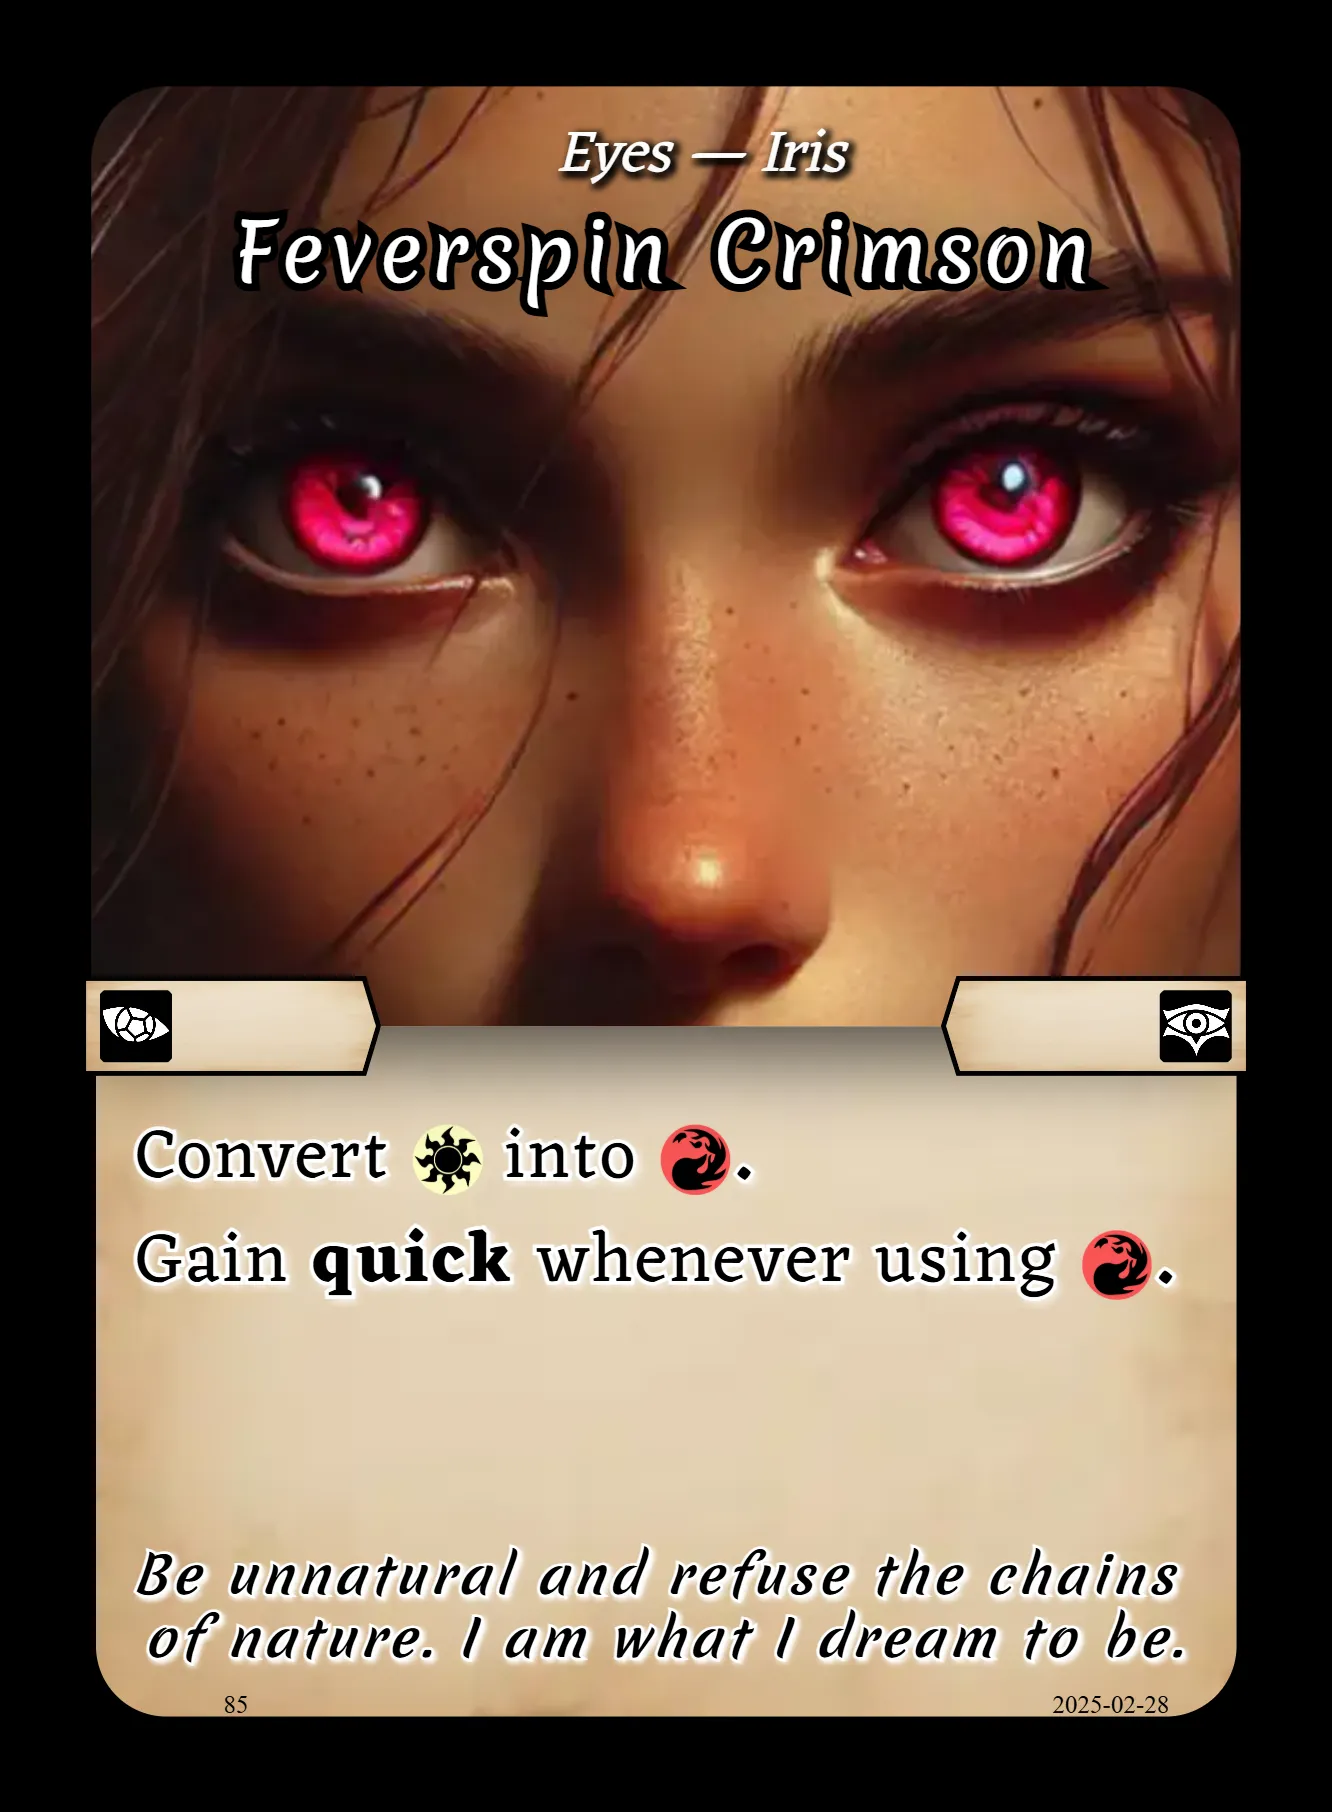 Eyes — Iris
Feverspin Crimson
Convert into .
Gain quick whenever using .
Be unnatural and refuse the chains
of nature. I am what I dream to be.
85
2025-02-28